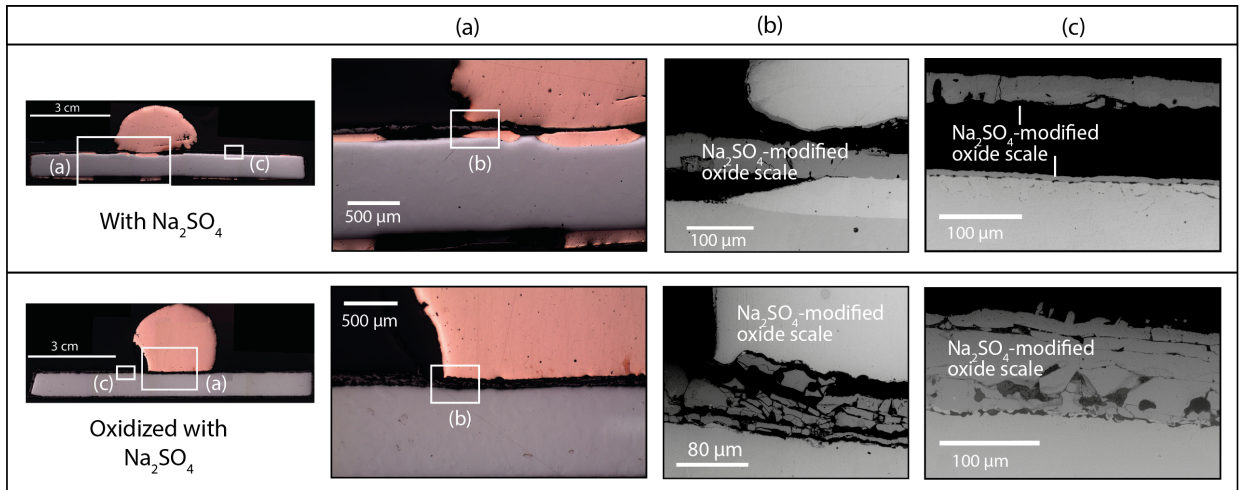 (a)
(b)
(c)
3 cm
(a)
(c)
With Na₂SO₄
(b)
500 µm
Na₂SO₄-modified
oxide scale
100 µm
Na₂SO₄-modified
oxide scale
100 µm
3 cm
(c)
(a)
Oxidized with
Na₂SO₄
500 µm
(b)
Na₂SO₄-modified
oxide scale
80 µm
Na₂SO₄-modified
oxide scale
100 µm